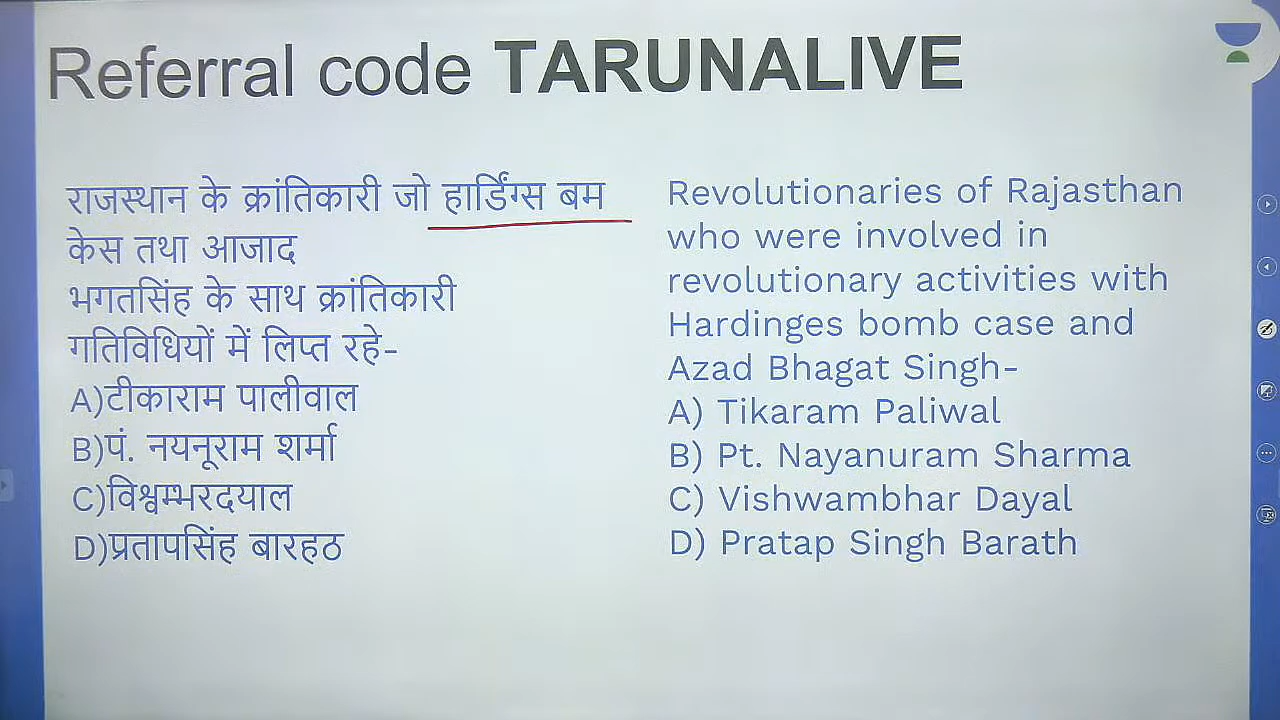 Referral code TARUNALIVE
राजस्थान के क्रांतिकारी जो हार्डिंग्स बम
केस तथा आजाद
भगतसिंह के साथ क्रांतिकारी
गतिविधियों में लिप्त रहे-
A)टीकाराम पालीवाल
B)पं. नयनूराम शर्मा
C)विश्वम्भरदयाल
D)प्रतापसिंह बारहठ
Revolutionaries of Rajasthan
who were involved in
revolutionary activities with
Hardinges bomb case and
Azad Bhagat Singh-
A) Tikaram Paliwal
B) Pt. Nayanuram Sharma
C) Vishwambhar Dayal
D) Pratap Singh Barath